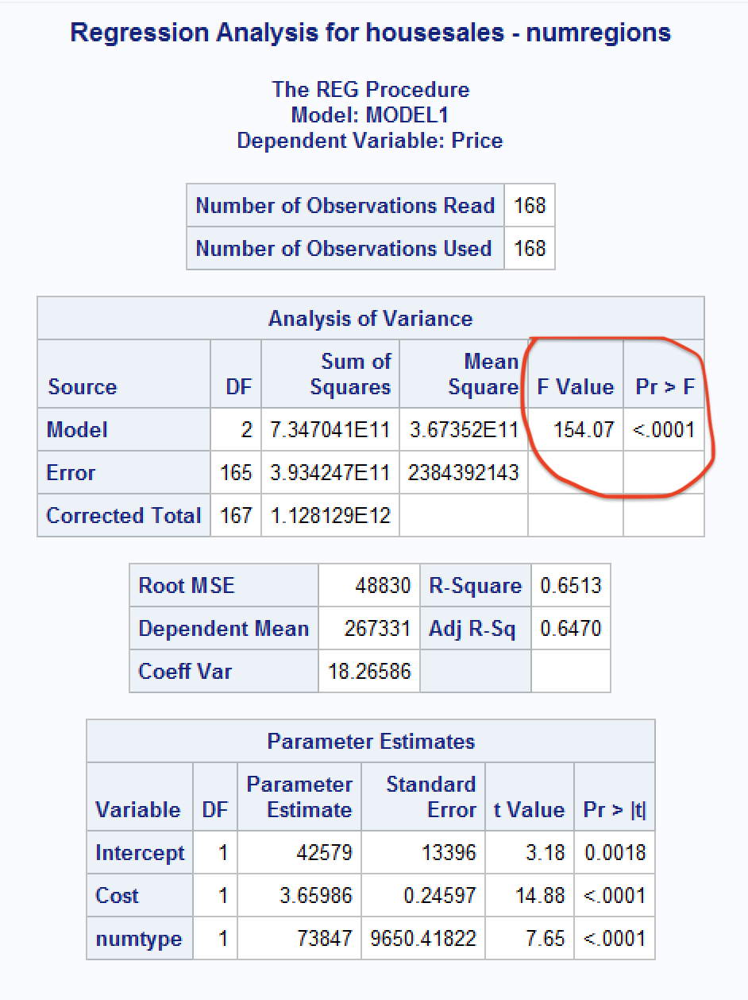 Regression Analysis for housesales - numregions
The REG Procedure
Model: MODEL1
Dependent Variable: Price
Number of Observations Read 168
Number of Observations Used 168
Analysis of Variance
Source DF Sum of Squares Mean Square F Value Pr > F
Model 2 7.347041E11 3.67352E11 154.07 <.0001
Error 165 3.934247E11 2384392143
Corrected Total 167 1.128129E12
Root MSE 48830 R-Square 0.6513
Dependent Mean 267331 Adj R-Sq 0.6470
Coeff Var 18.26586
Parameter Estimates
Variable DF Parameter Estimate Standard Error t Value Pr > |t|
Intercept 1 42579 13396 3.18 0.0018
Cost 1 3.65986 0.24597 14.88 <.0001
numtype 1 73847 9650.41822 7.65 <.0001